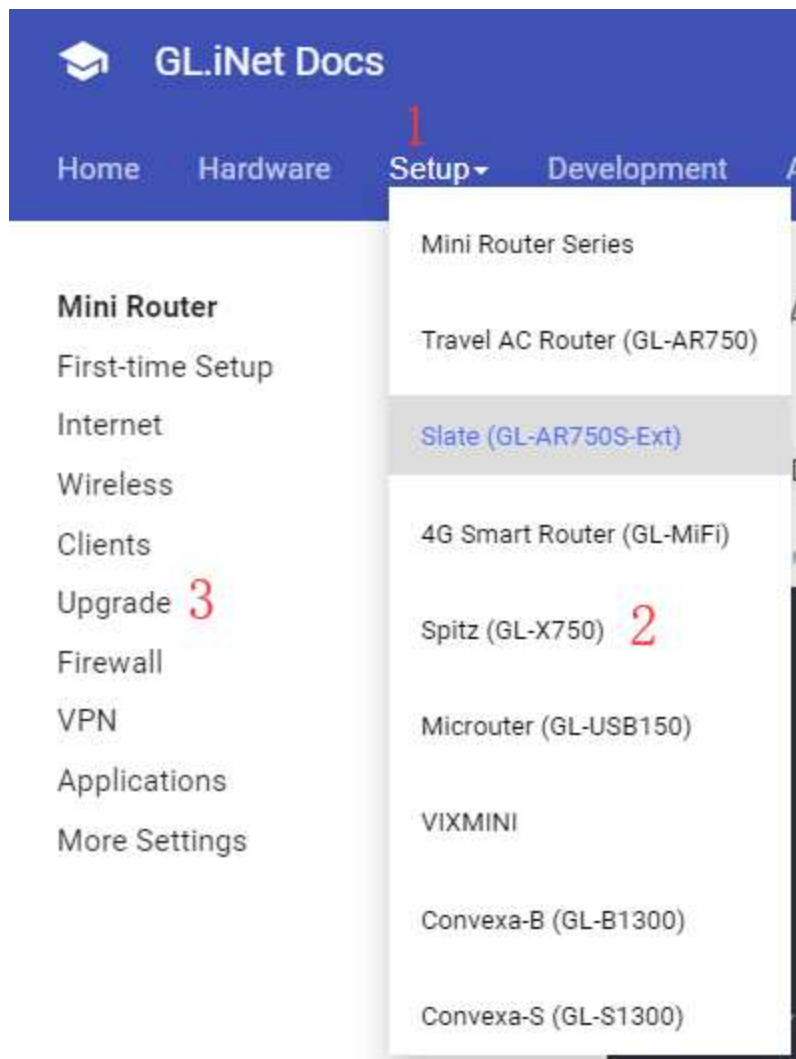 GL.iNet Docs
1
Home Hardware Setup Development
Mini Router Series
Travel AC Router (GL-AR750)
Slate (GL-AR750S-Ext)
4G Smart Router (GL-MiFi)
Spitz (GL-X750) 2
Microuter (GL-USB150)
VIXMINI
Convexa-B (GL-B1300)
Convexa-S (GL-S1300)
Mini Router
First-time Setup
Internet
Wireless
Clients
Upgrade 3
Firewall
VPN
Applications
More Settings